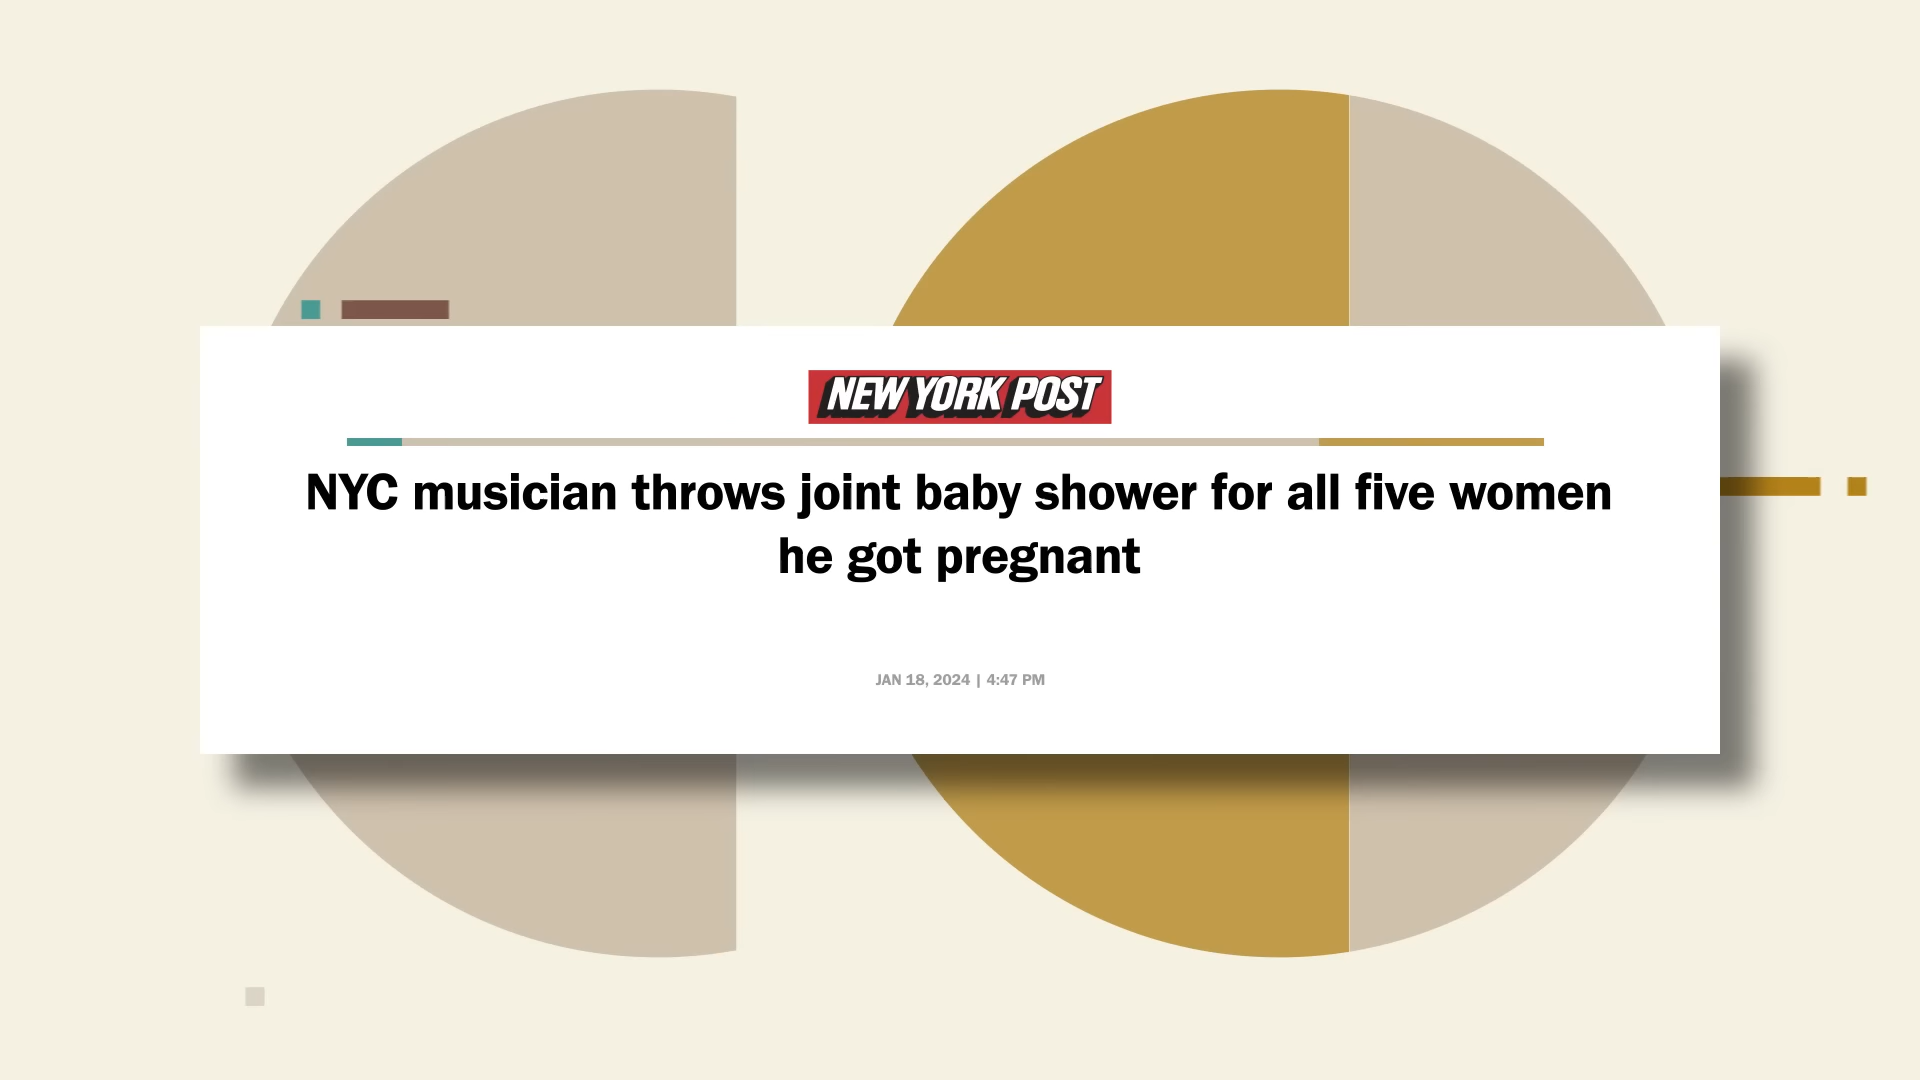 NEW YORK POST
NYC musician throws joint baby shower for all five women
he got pregnant
JAN 18, 2024 | 4:47 PM